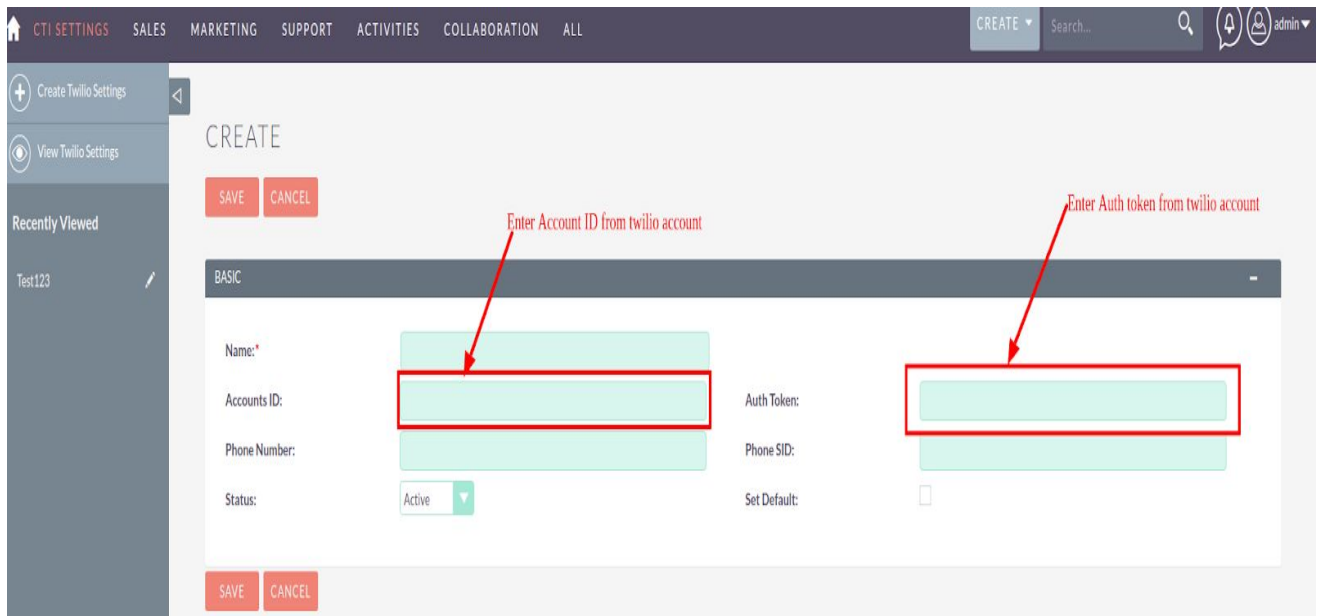 CTI SETTINGS SALES MARKETING SUPPORT ACTIVITIES COLLABORATION ALL CREATE Search... admin
Create Twilio Settings
View Twilio Settings
Recently Viewed
Test123
CREATE
SAVE CANCEL
Enter Account ID from twilio account
Enter Auth token from twilio account
BASIC
Name:*
Accounts ID: Auth Token:
Phone Number: Phone SID:
Status: Active Set Default:
SAVE CANCEL